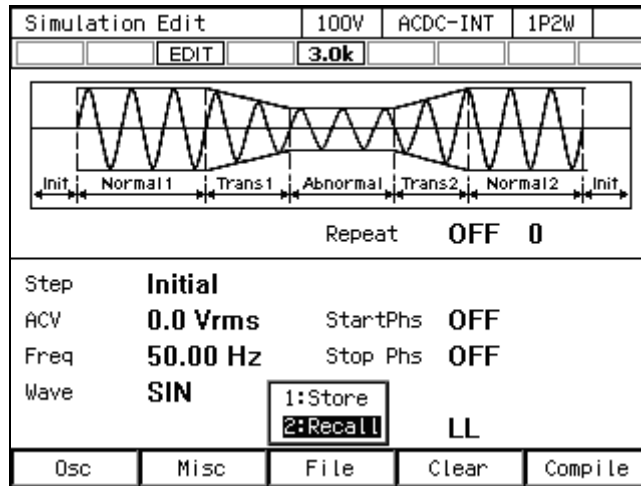 Simulation Edit 100V ACDC-INT 1P2W
EDIT 3.0k
Init Normal1 Trans1 Abnormal Trans2 Normal2 Init
Repeat OFF 0
Step Initial
ACV 0.0 Vrms StartPhs OFF
Freq 50.00 Hz Stop Phs OFF
Wave SIN
1:Store
2:Recall LL
Osc Misc File Clear Compile